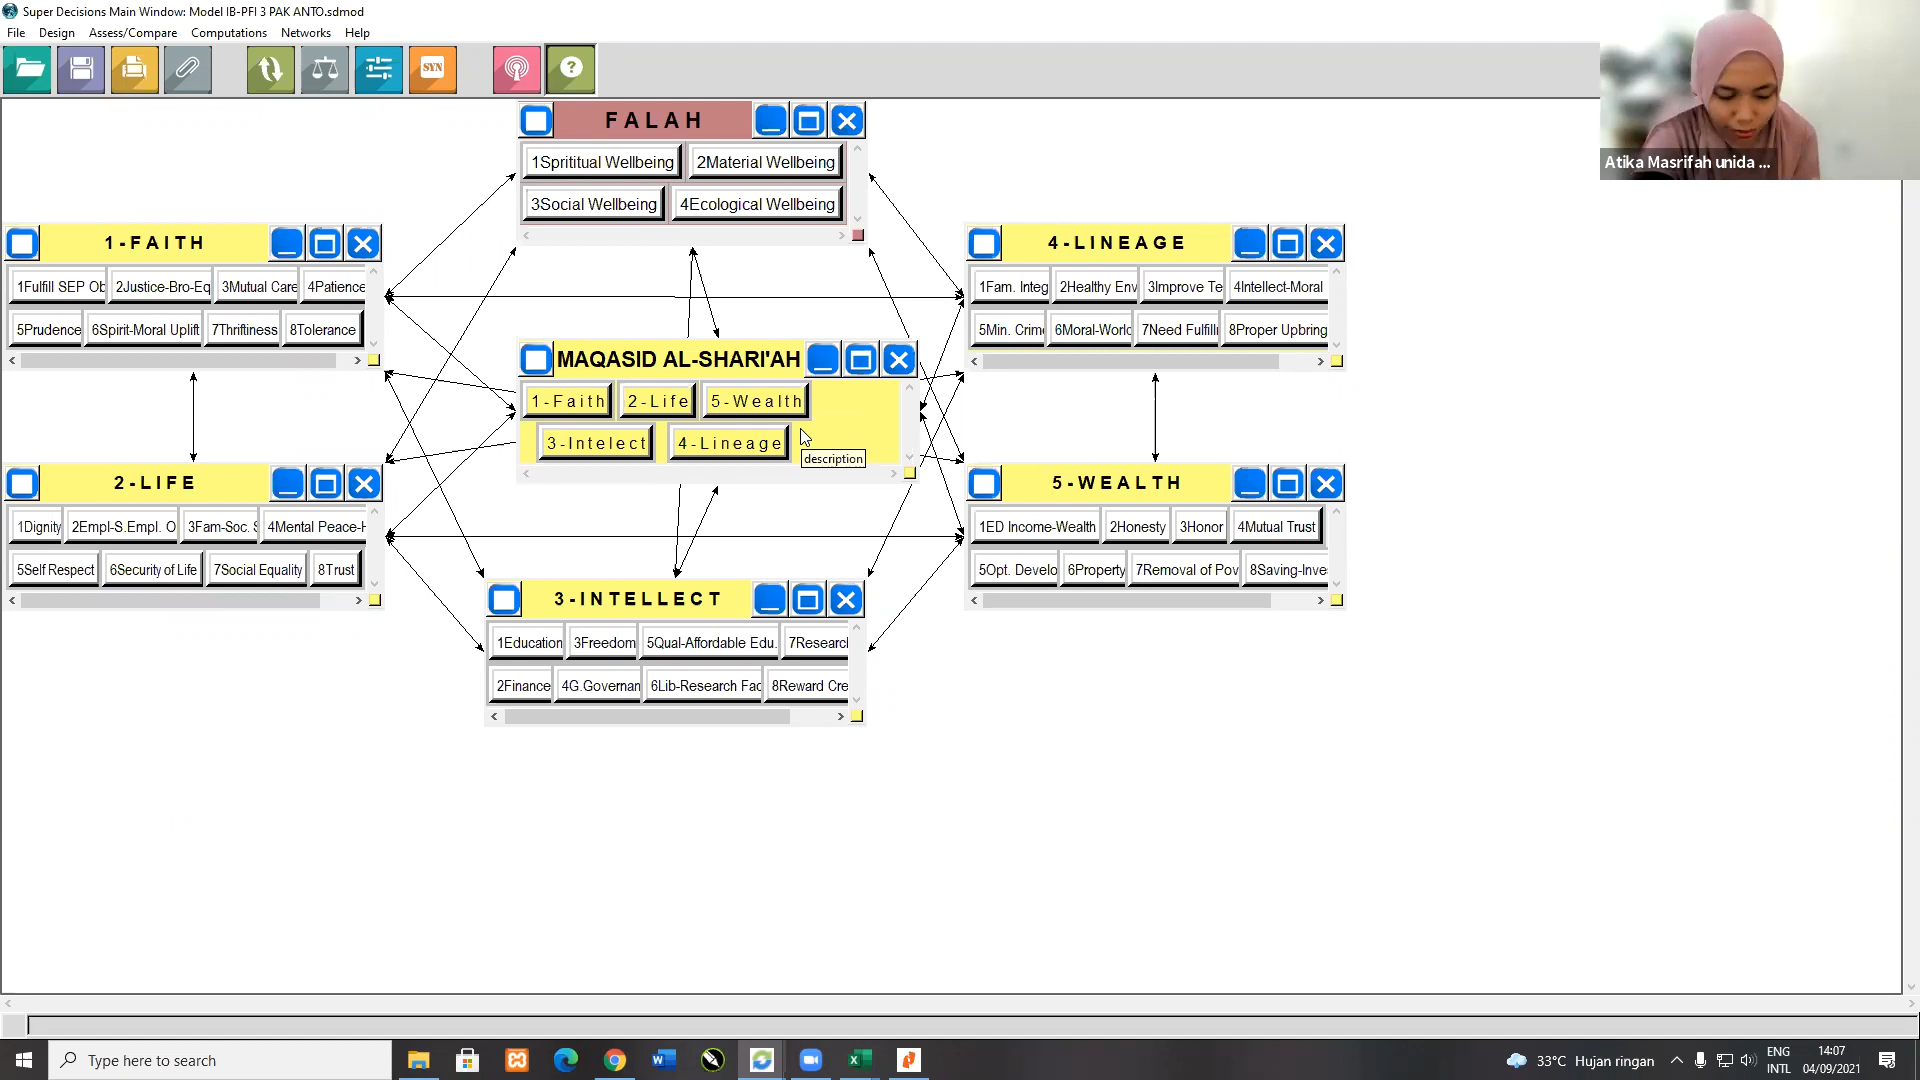 Super Decisions Main Window: Model IB-PFI 3 PAK ANTO.sdmod
File Design Assess/Compare Computations Networks Help
SYN
Atika Masrifah unida ...
FALAH
1Sprititual Wellbeing 2Material Wellbeing
3Social Wellbeing 4Ecological Wellbeing
1-FAITH
1Fulfill SEP Ob 2Justice-Bro-Eq 3Mutual Care 4Patience
5Prudence 6Spirit-Moral Uplift 7Thriftiness 8Tolerance
4-LINEAGE
1Fam. Integ 2Healthy Env 3Improve Te 4Intellect-Moral
5Min. Crime 6Moral-World 7Need Fulfill 8Proper Upbring
MAQASID AL-SHARI'AH
1-Faith 2-Life 5-Wealth
3-Intelect 4-Lineage
description
2-LIFE
1Dignity 2Empl-S.Empl. O 3Fam-Soc. S 4Mental Peace-H
5Self Respect 6Security of Life 7Social Equality 8Trust
5-WEALTH
1ED Income-Wealth 2Honesty 3Honor 4Mutual Trust
5Opt. Develo 6Property 7Removal of Pov 8Saving-Inves
3-INTELLECT
1Education 3Freedom 5Qual-Affordable Edu. 7Research
2Finance 4G.Governan 6Lib-Research Fac 8Reward Cre
Type here to search
33°C Hujan ringan
ENG
INTL
14:07
04/09/2021